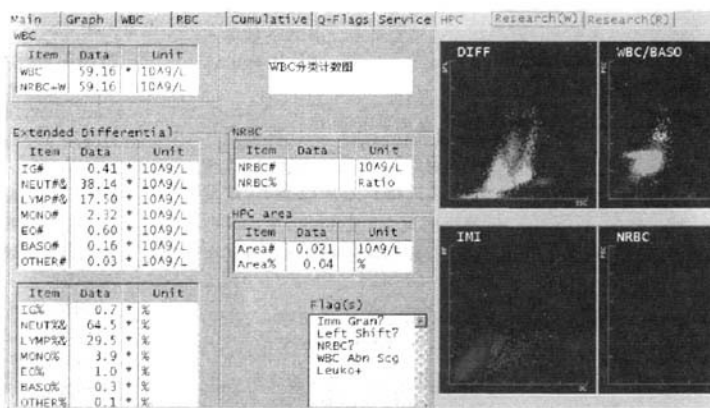 Main Graph WBC RBC Cumulative Q-Flags Service HPC Research(W) Research(R)
WBC
Item Data Unit
WBC 59.16 * 10^9/L
NRBC+W 59.16 10^9/L
WBC分类计数图
Extended Differential
Item Data Unit
IG# 0.41 * 10^9/L
NEUT#& 38.14 * 10^9/L
LYMP#& 17.50 * 10^9/L
MONO# 2.32 * 10^9/L
EO# 0.60 * 10^9/L
BASO# 0.16 * 10^9/L
OTHER# 0.03 * 10^9/L
Item Data Unit
IG% 0.7 * %
NEUT%& 64.5 * %
LYMP%& 29.5 * %
MONO% 3.9 * %
EO% 1.0 * %
BASO% 0.3 * %
OTHER% 0.1 * %
NRBC
Item Data Unit
NRBC# 10^9/L
NRBC% Ratio
HPC area
Item Data Unit
Area# 0.021 10^9/L
Area% 0.04 %
Flag(s)
Imm Gran?
Left Shift?
NRBC?
WBC Abn Scg
Leuko+
DIFF
SSC
WBC/BASO
IMI
NRBC